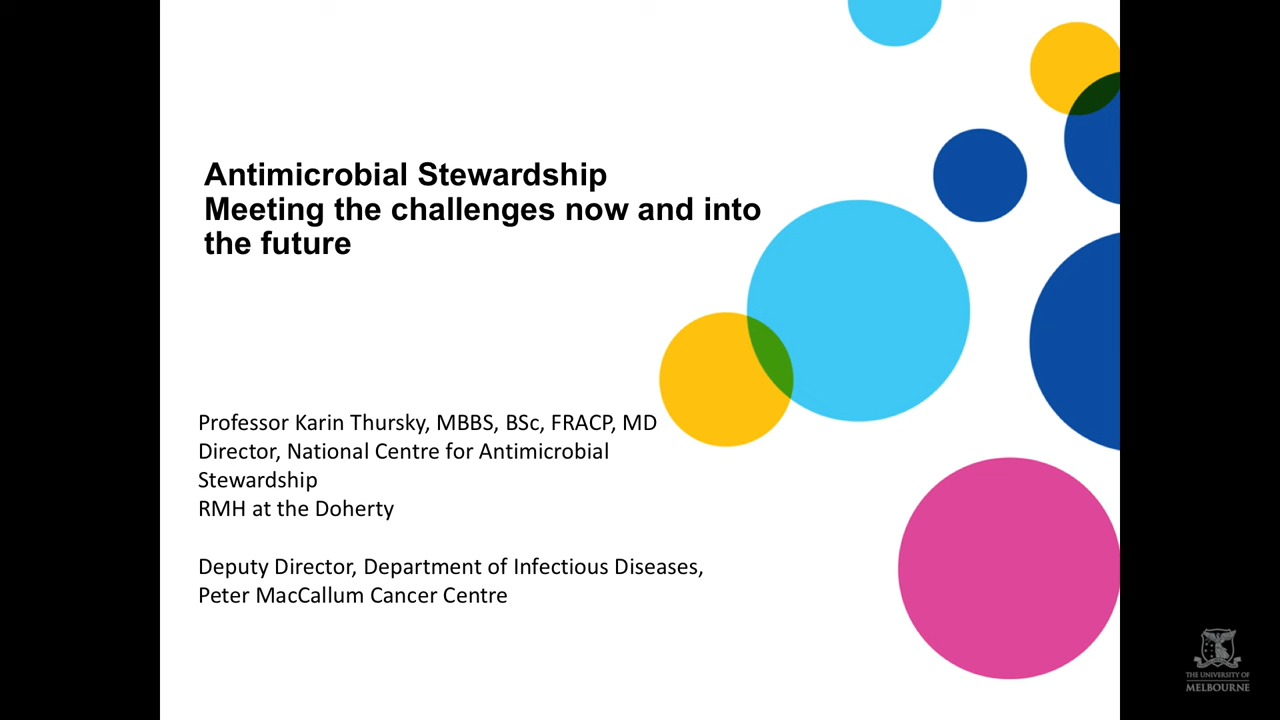 Antimicrobial Stewardship
Meeting the challenges now and into
the future
Professor Karin Thursky, MBBS, BSc, FRACP, MD
Director, National Centre for Antimicrobial
Stewardship
RMH at the Doherty
Deputy Director, Department of Infectious Diseases,
Peter MacCallum Cancer Centre
THE UNIVERSITY OF
MELBOURNE